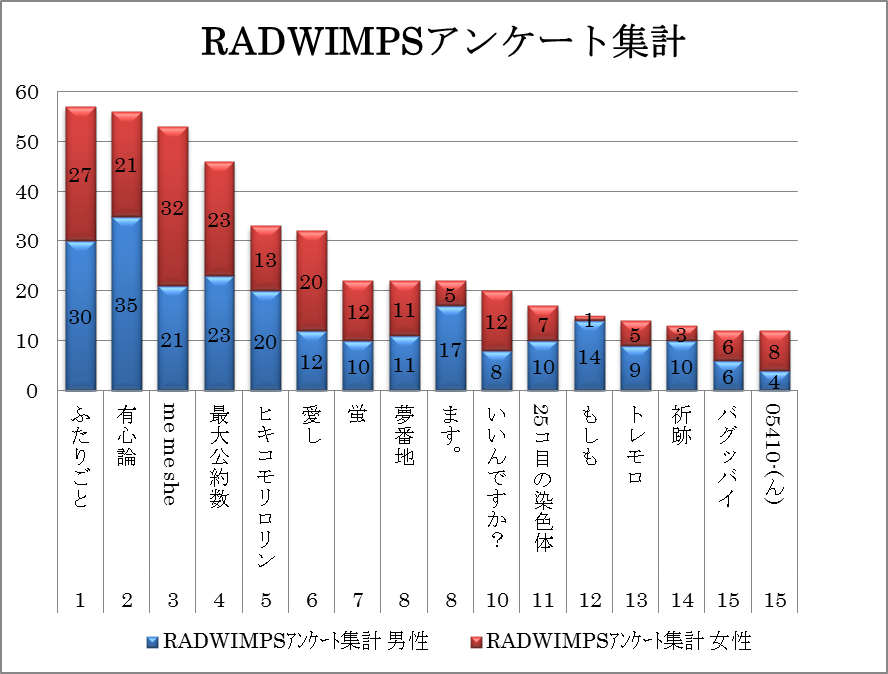 RADWIMPSアンケート集計
60
50
40
30
20
10
0
27 21 32 23 13 20 12 11 5 12 7 1 5 3 6 8
30 35 21 23 20 12 10 11 17 8 10 14 9 10 6 4
ふたりごと
有心論
me me she
最大公約数
ヒキコモリロリン
愛し
蛍
夢番地
ます。
いいんですか？
25コ目の染色体
もしも
トレモロ
祈跡
バグッバイ
05410-(ん)
1 2 3 4 5 6 7 8 8 10 11 12 13 14 15 15
RADWIMPSアンケート集計 男性 RADWIMPSアンケート集計 女性